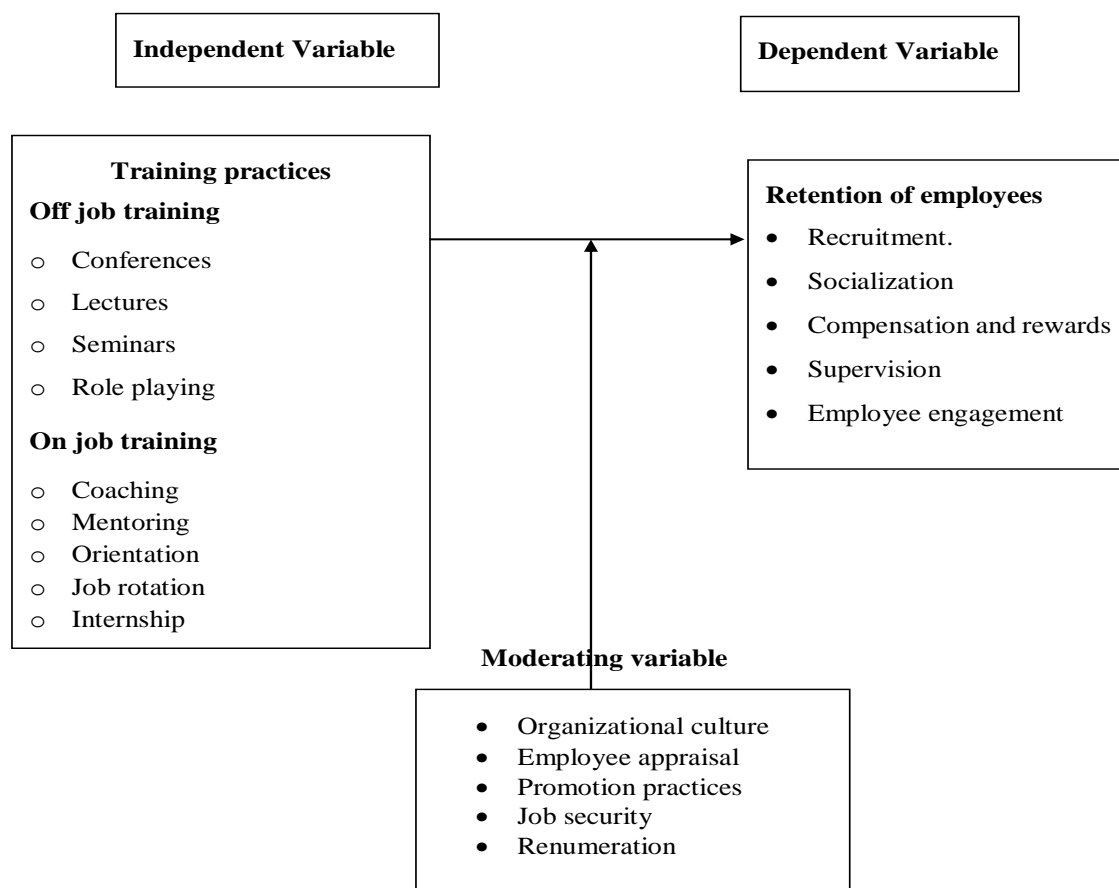 Independent Variable
Dependent Variable
Training practices
Off job training
o Conferences
o Lectures
o Seminars
o Role playing
On job training
o Coaching
o Mentoring
o Orientation
o Job rotation
o Internship
Retention of employees
• Recruitment.
• Socialization
• Compensation and rewards
• Supervision
• Employee engagement
Moderating variable
• Organizational culture
• Employee appraisal
• Promotion practices
• Job security
• Renumeration